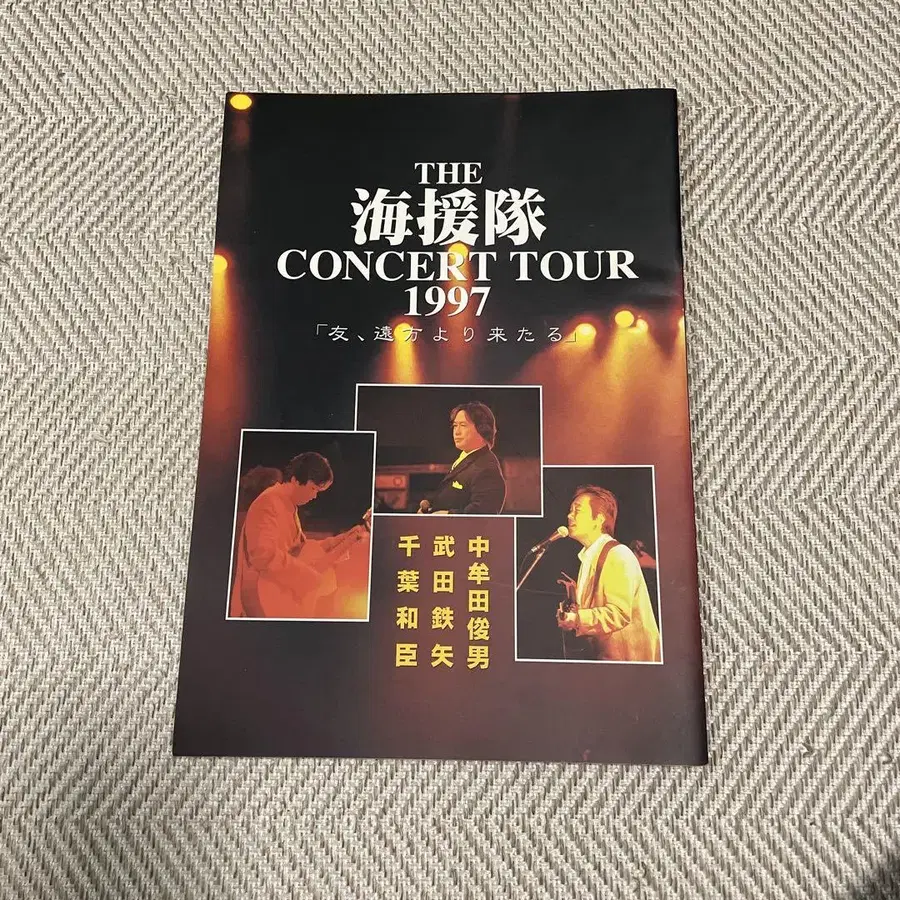 THE
海援隊
CONCERT TOUR
1997
「友、遠方より来たる」
中牟田俊男
武田鉄矢
千葉和臣